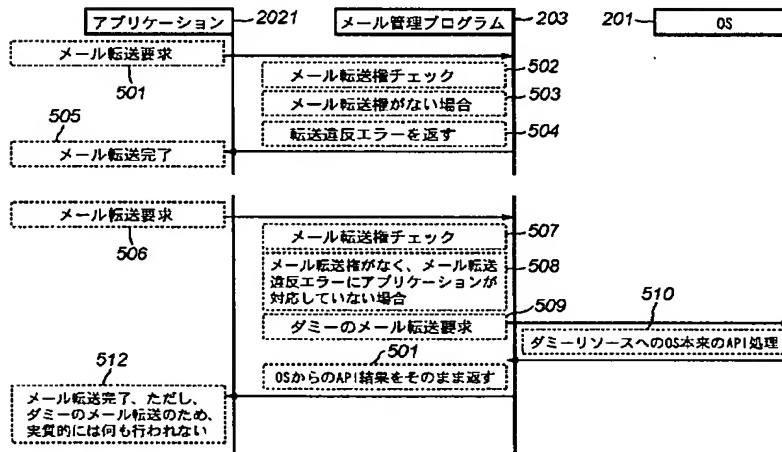 アプリケーション
2021
メール管理プログラム
203
201
OS
メール転送要求
501
メール転送権チェック
502
メール転送権がない場合
503
505
転送違反エラーを返す
504
メール転送完了
メール転送要求
506
メール転送権チェック
507
メール転送権がなく、メール転送
違反エラーにアプリケーションが
対応していない場合
508
509
ダミーのメール転送要求
510
ダミーリソースへのOS本来のAPI処理
501
OSからのAPI結果をそのまま返す
512
メール転送完了、ただし、
ダミーのメール転送のため、
実質的には何も行われない